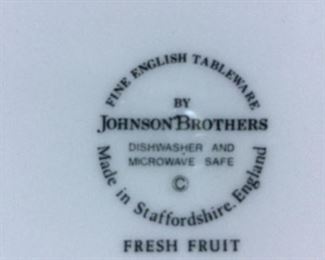 FINE ENGLISH TABLEWARE
BY
JOHNSON BROTHERS
DISHWASHER AND
MICROWAVE SAFE
©
Made in Staffordshire, England
FRESH FRUIT